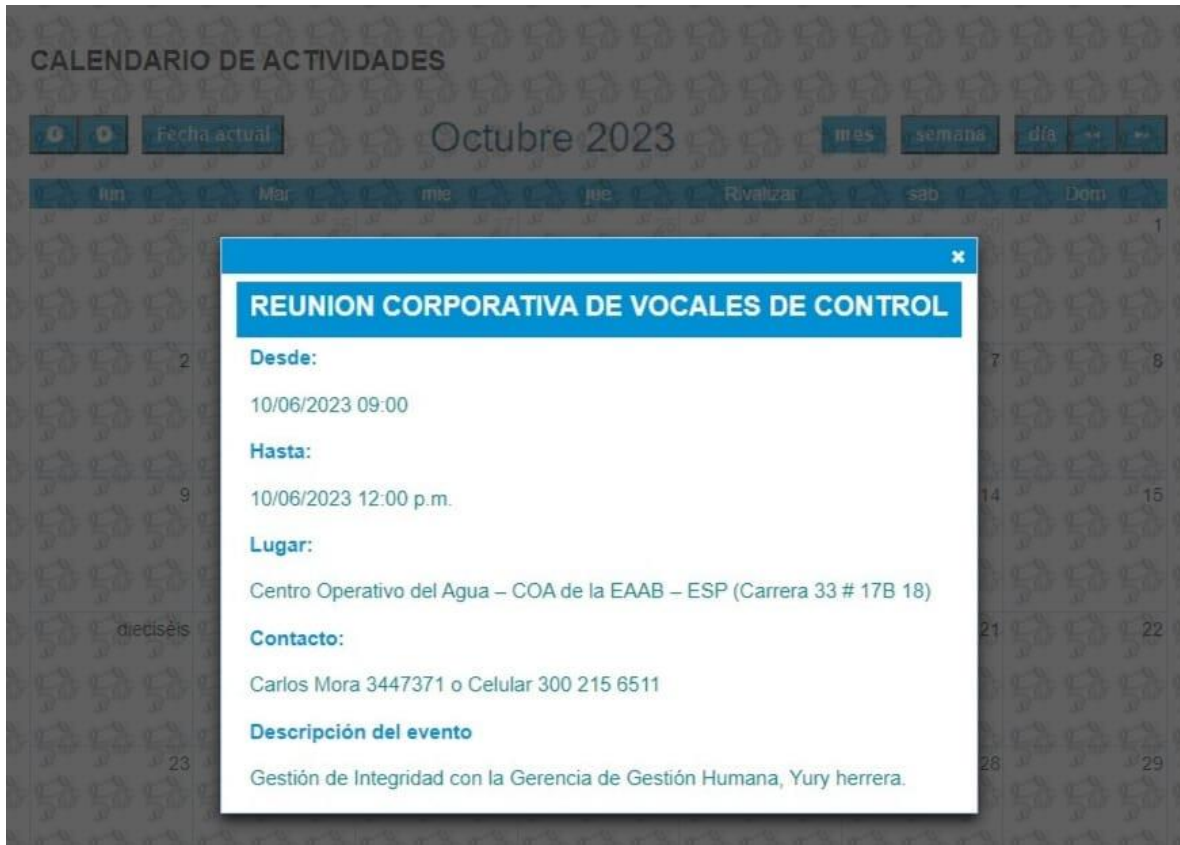 CALENDARIO DE ACTIVIDADES
Fecha actual
Octubre 2023
mes semana día
lun Mar mie jue Rivalizar sab Dom
1
×
REUNION CORPORATIVA DE VOCALES DE CONTROL
Desde:
2 7 8
10/06/2023 09:00
Hasta:
10/06/2023 12:00 p.m.
9 14 15
Lugar:
Centro Operativo del Agua – COA de la EAAB – ESP (Carrera 33 # 17B 18)
dieciséis 21 22
Contacto:
Carlos Mora 3447371 o Celular 300 215 6511
Descripción del evento
23 28 29
Gestión de Integridad con la Gerencia de Gestión Humana, Yury herrera.